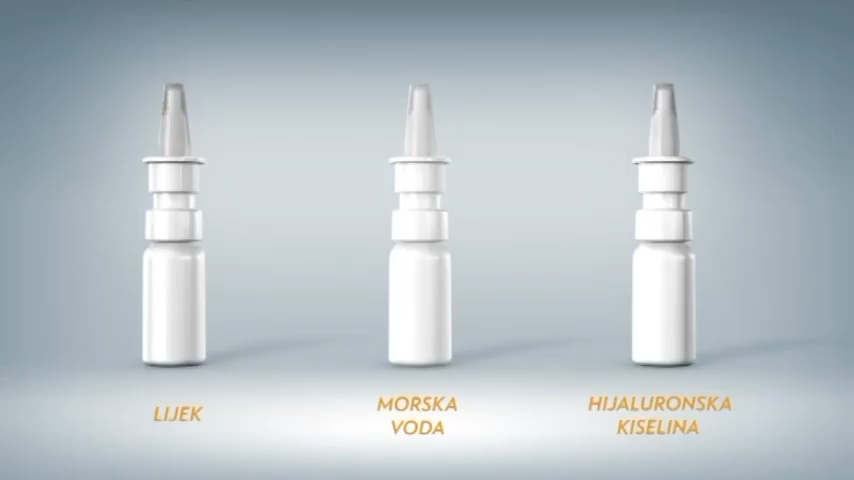 LIJEK
MORSKA
VODA
HIJALURONSKA
KISELINA